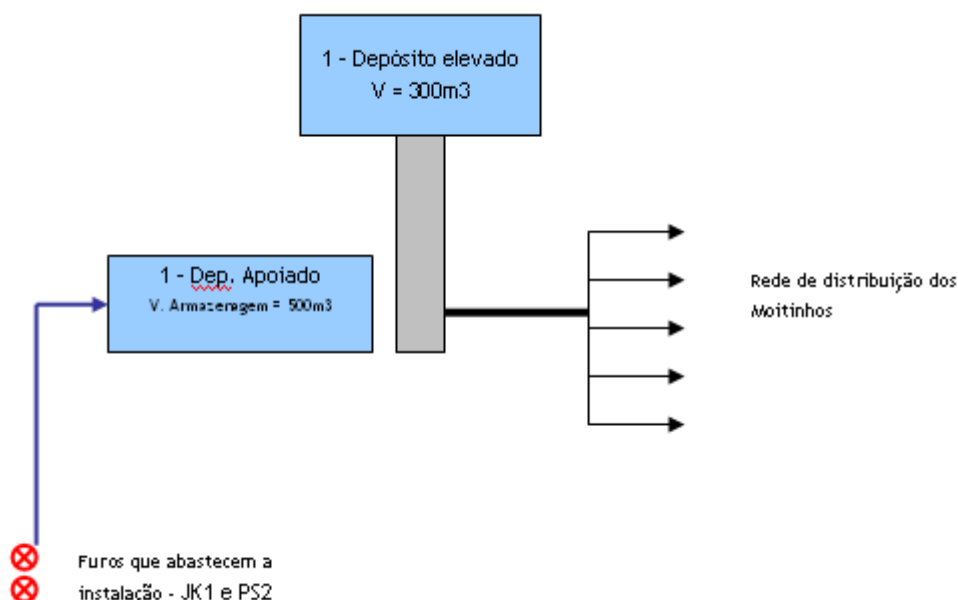 1 - Depósito elevado
V = 300m3
1 - Dep. Apoiado
V. Armazenagem = 500m3
Rede de distribuição dos
Moitinhos
Furos que abastecem a
instalação - JK1 e PS2